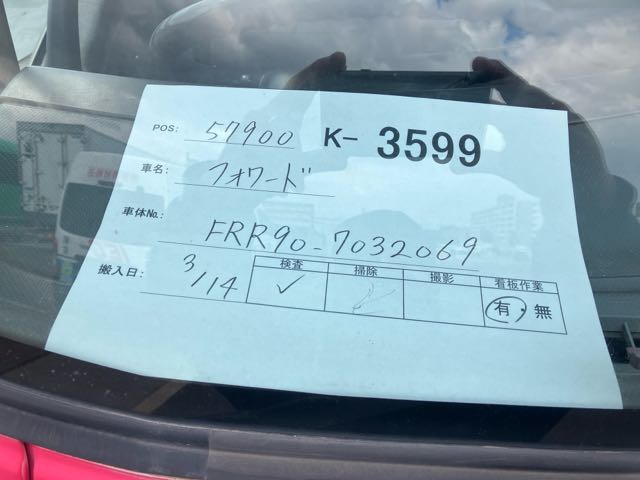 POS: 57900 K- 3599
車名: フォワード
車体No.: FRR90-7032069
搬入日: 3/14
検査 掃除 撮影 看板作業
✓ 有・無